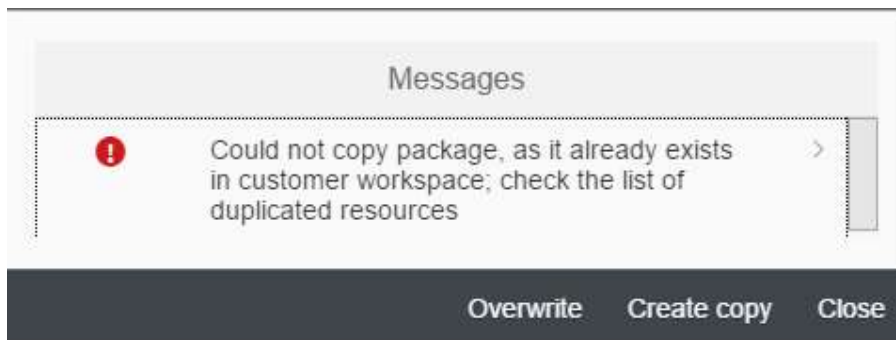 Messages
Could not copy package, as it already exists
in customer workspace; check the list of
duplicated resources
Overwrite Create copy Close